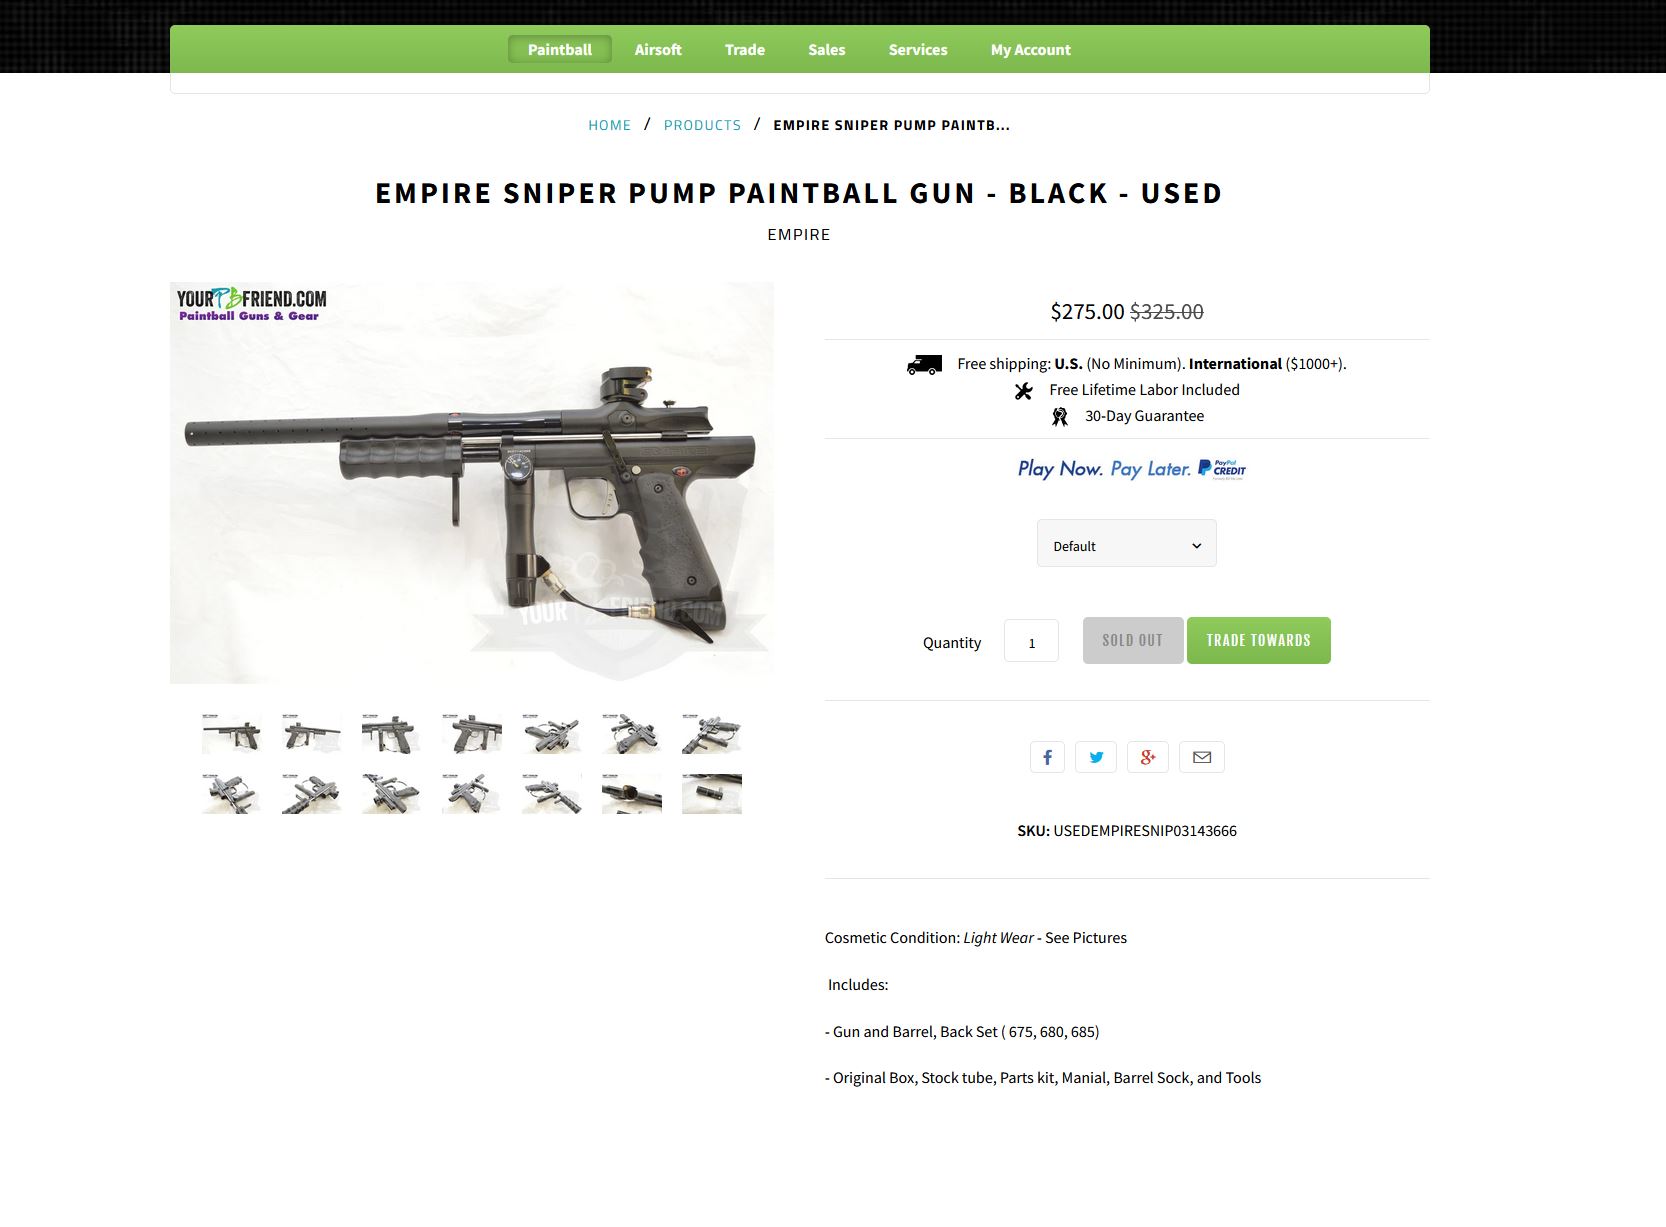 Paintball Airsoft Trade Sales Services My Account
HOME / PRODUCTS / EMPIRE SNIPER PUMP PAINTB...
EMPIRE SNIPER PUMP PAINTBALL GUN - BLACK - USED
EMPIRE
YOUR PB FRIEND.COM
Paintball Guns & Gear
$275.00 $325.00
Free shipping: U.S. (No Minimum). International ($1000+).
Free Lifetime Labor Included
30-Day Guarantee
Play Now. Pay Later. PayPal CREDIT
Default
Quantity 1 SOLD OUT TRADE TOWARDS
SKU: USEDEMPIRESNIP03143666
Cosmetic Condition: Light Wear - See Pictures
Includes:
- Gun and Barrel, Back Set ( 675, 680, 685)
- Original Box, Stock tube, Parts kit, Manial, Barrel Sock, and Tools